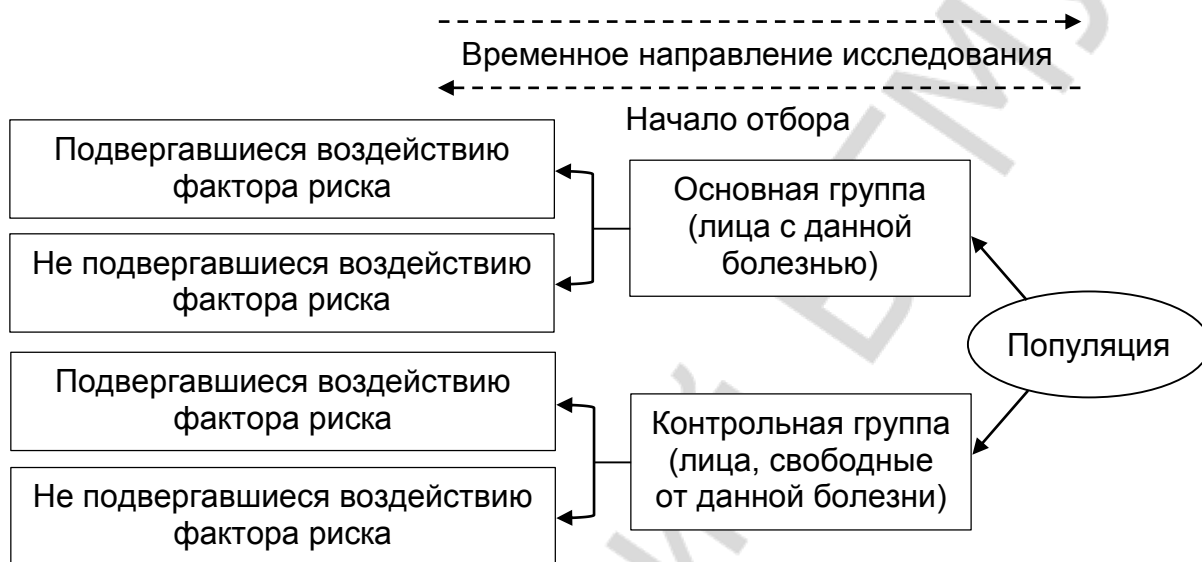 Временное направление исследования
Начало отбора
Подвергавшиеся воздействию
фактора риска
Не подвергавшиеся воздействию
фактора риска
Основная группа
(лица с данной
болезнью)
Популяция
Подвергавшиеся воздействию
фактора риска
Не подвергавшиеся воздействию
фактора риска
Контрольная группа
(лица, свободные
от данной болезни)